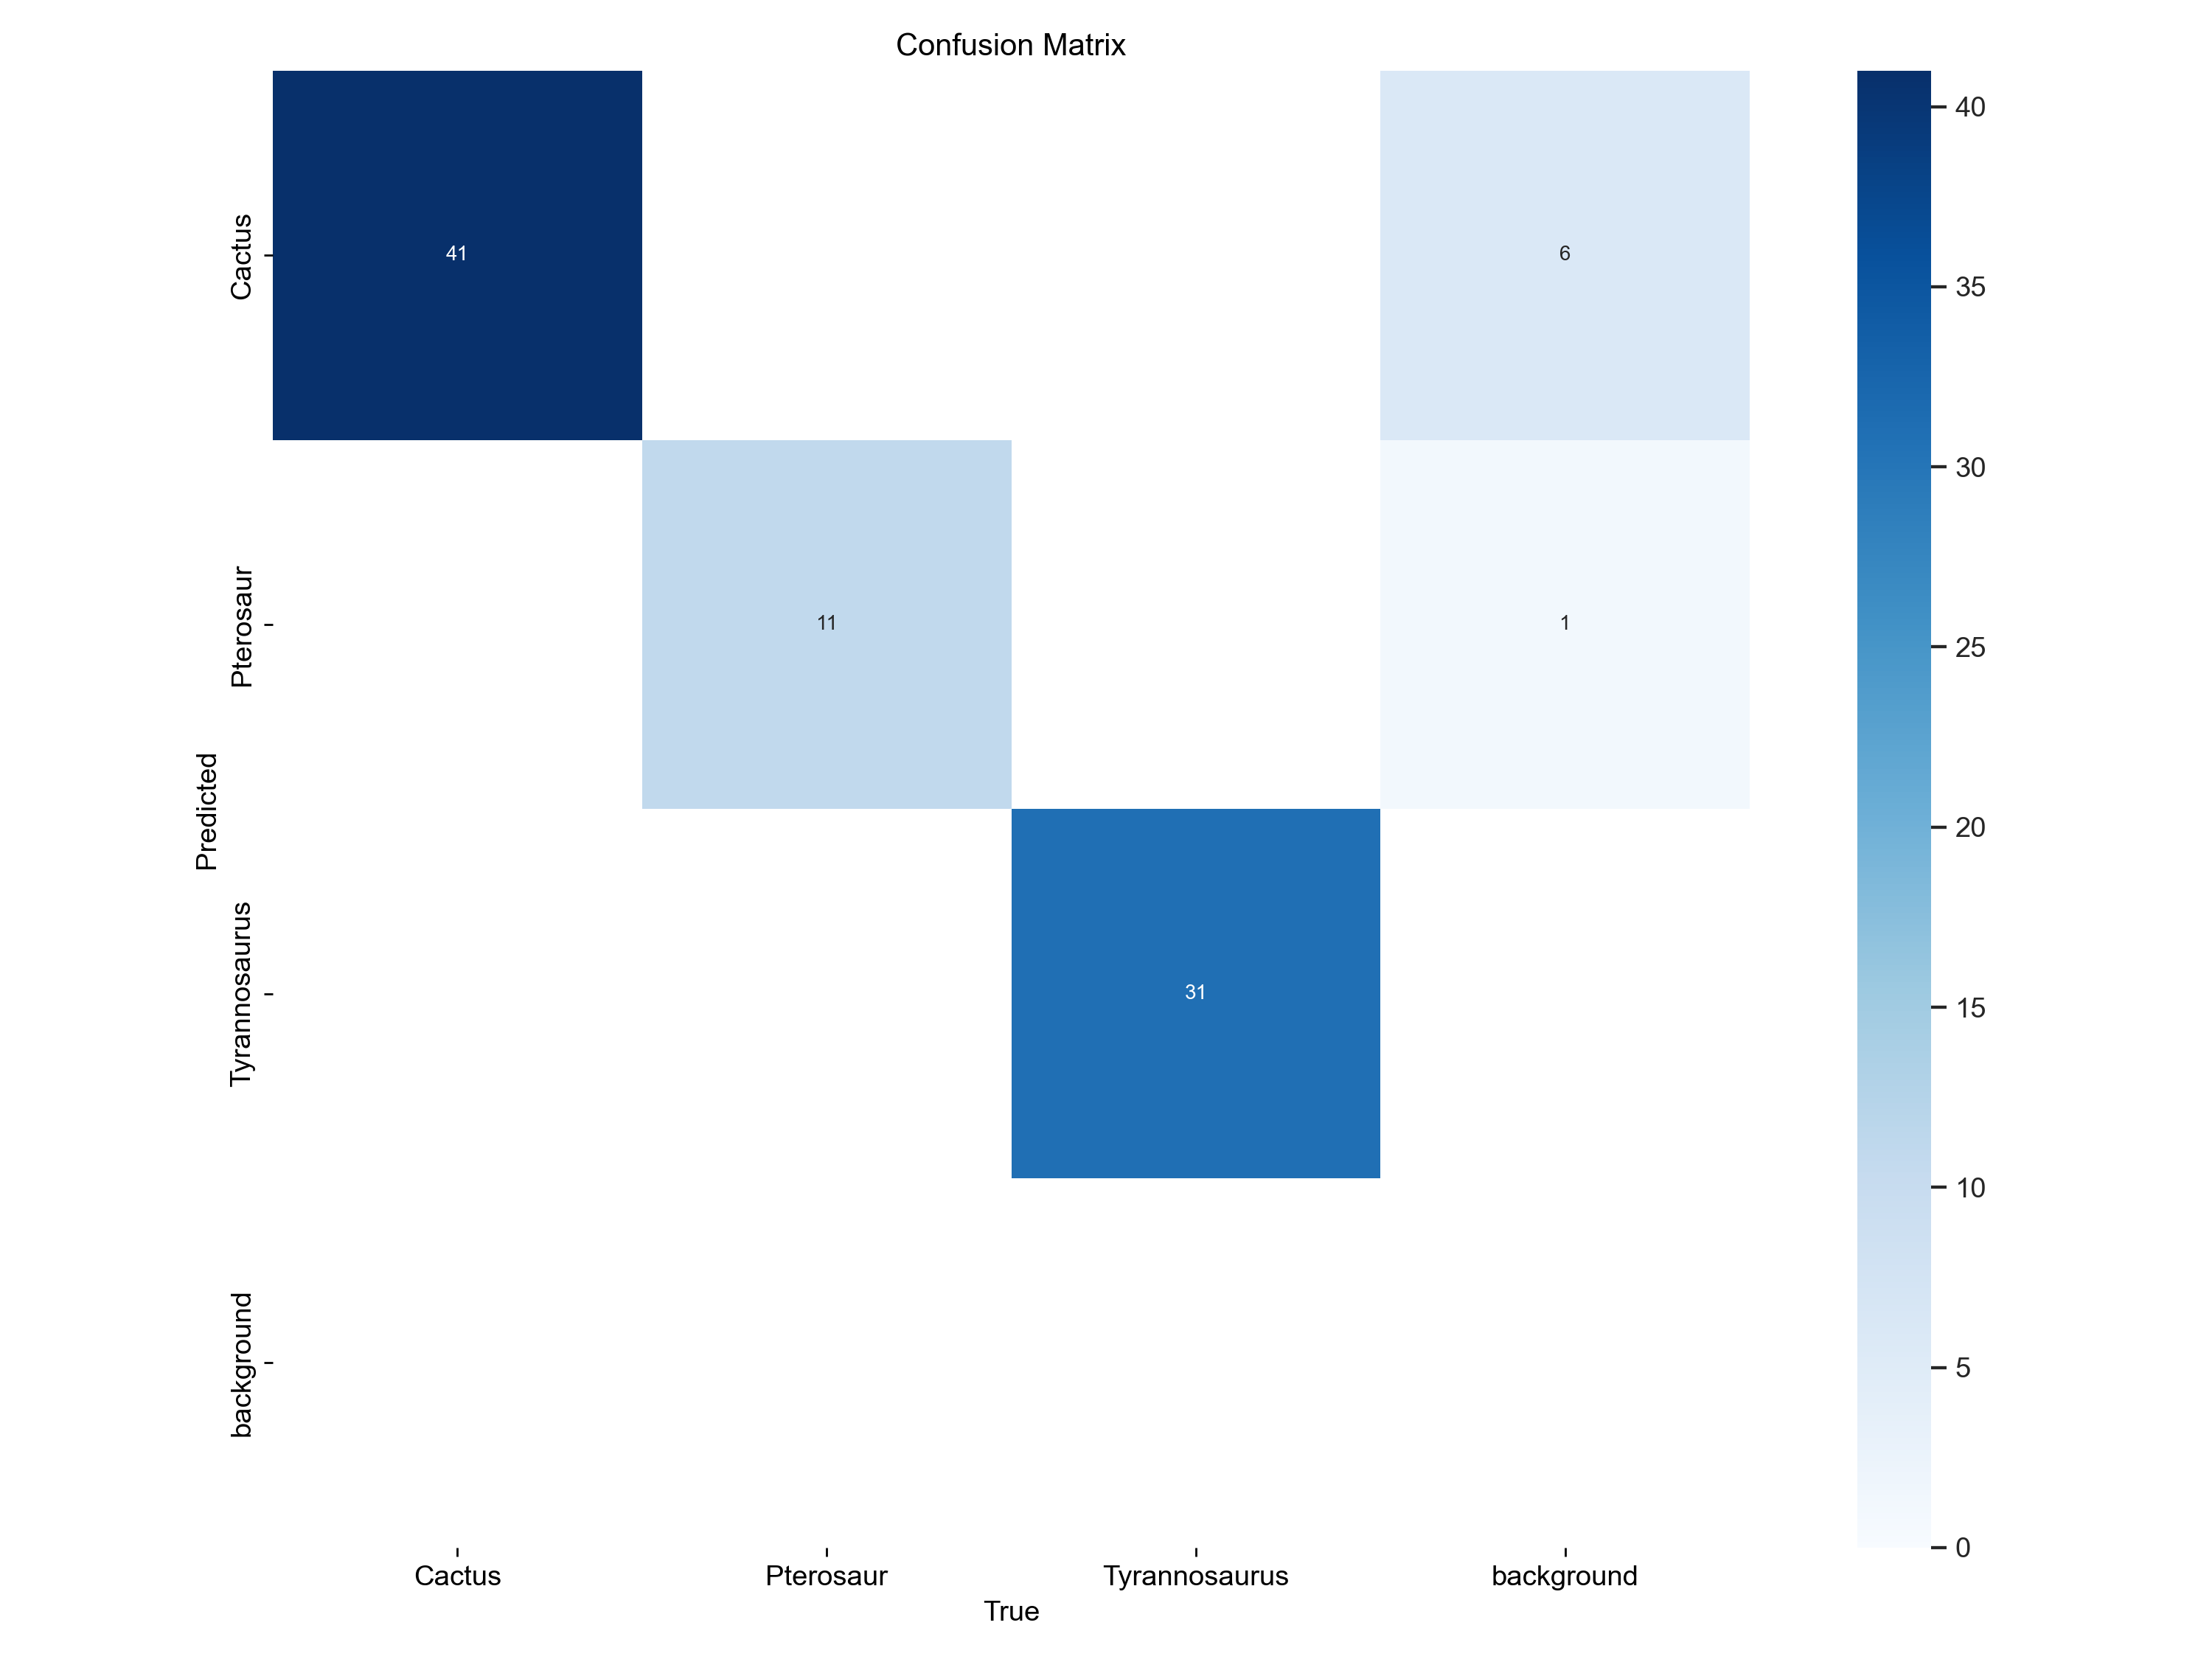 Confusion Matrix
Cactus
41
6
Pterosaur
11
1
Tyrannosaurus
31
background
Predicted
Cactus
Pterosaur
Tyrannosaurus
background
True
40
35
30
25
20
15
10
5
0